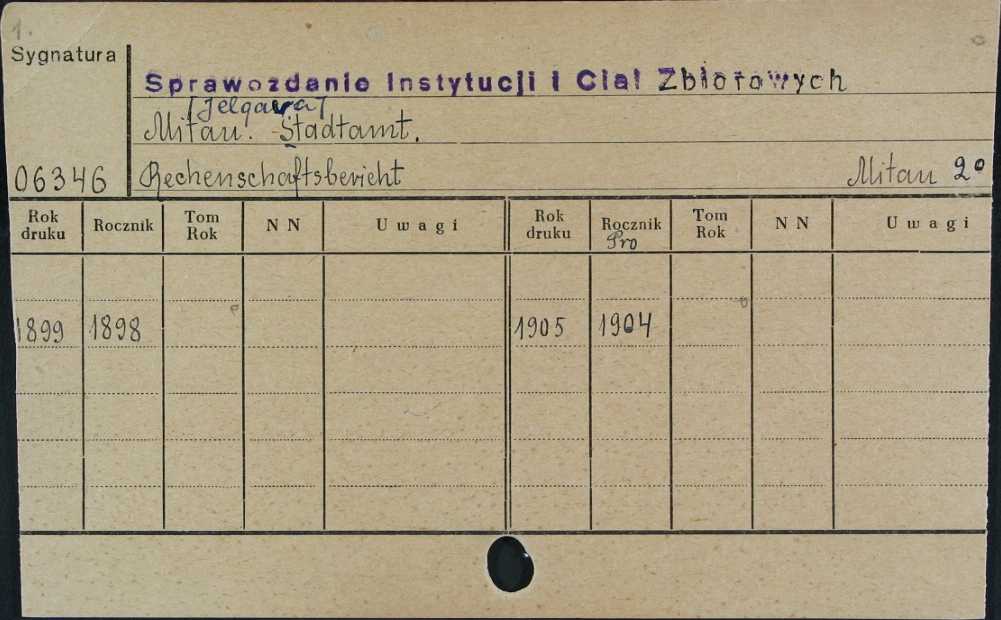 1.
Sygnatura
Sprawozdanie Instytucji i Ciał Zbiorowych
[Jelgava]
Mitau. Stadtamt.
06346 Rechenschaftsbericht Mitau 2°
Rok druku Rocznik Tom Rok N N Uwagi Rok druku Rocznik Pro Tom Rok N N Uwagi
1899 1898 1905 1904